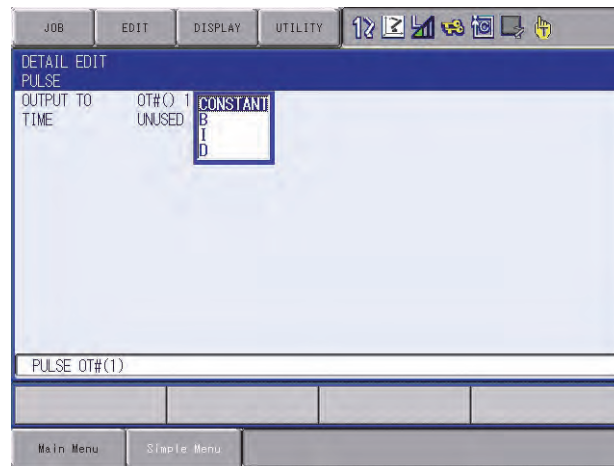 JOB EDIT DISPLAY UTILITY
DETAIL EDIT
PULSE
OUTPUT TO OT#() 1 CONSTANT
TIME UNUSED B
I
D
PULSE OT#(1)
Main Menu Simple Menu